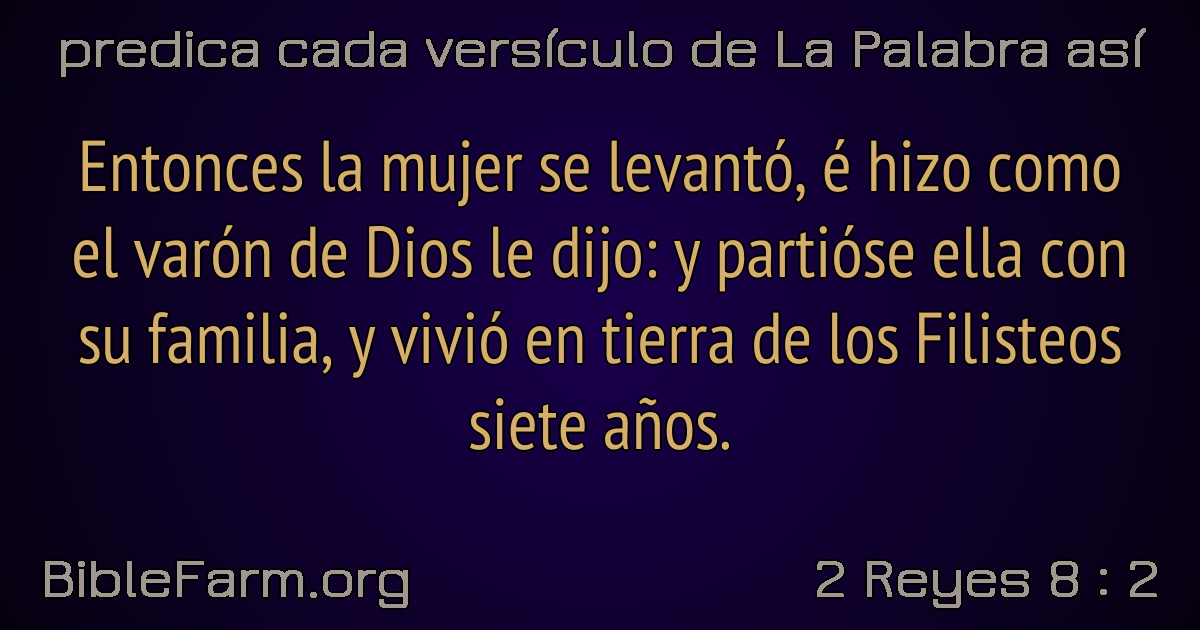 predica cada versículo de La Palabra así
Entonces la mujer se levantó, é hizo como
el varón de Dios le dijo: y partióse ella con
su familia, y vivió en tierra de los Filisteos
siete años.
BibleFarm.org
2 Reyes 8 : 2